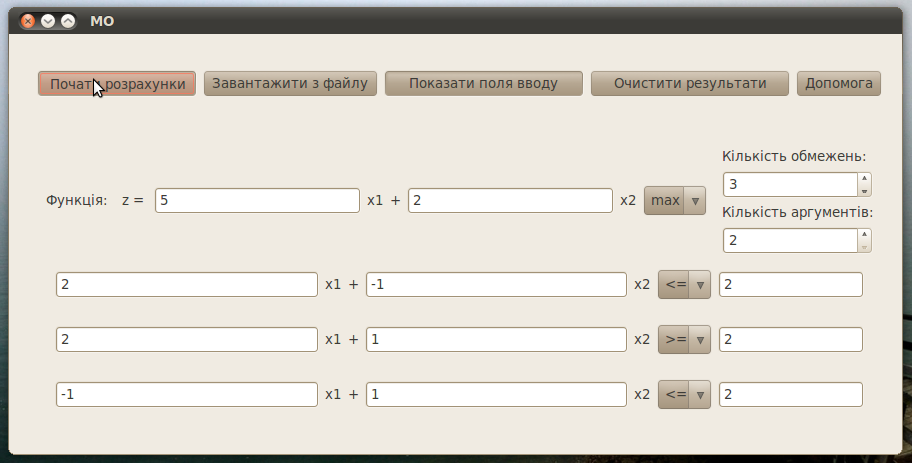 MO
Почати розрахунки Завантажити з файлу Показати поля вводу Очистити результати Допомога
Кількість обмежень:
3
Функція: z = 5 x1 + 2 x2 max
Кількість аргументів:
2
2 x1 + -1 x2 <= 2
2 x1 + 1 x2 >= 2
-1 x1 + 1 x2 <= 2